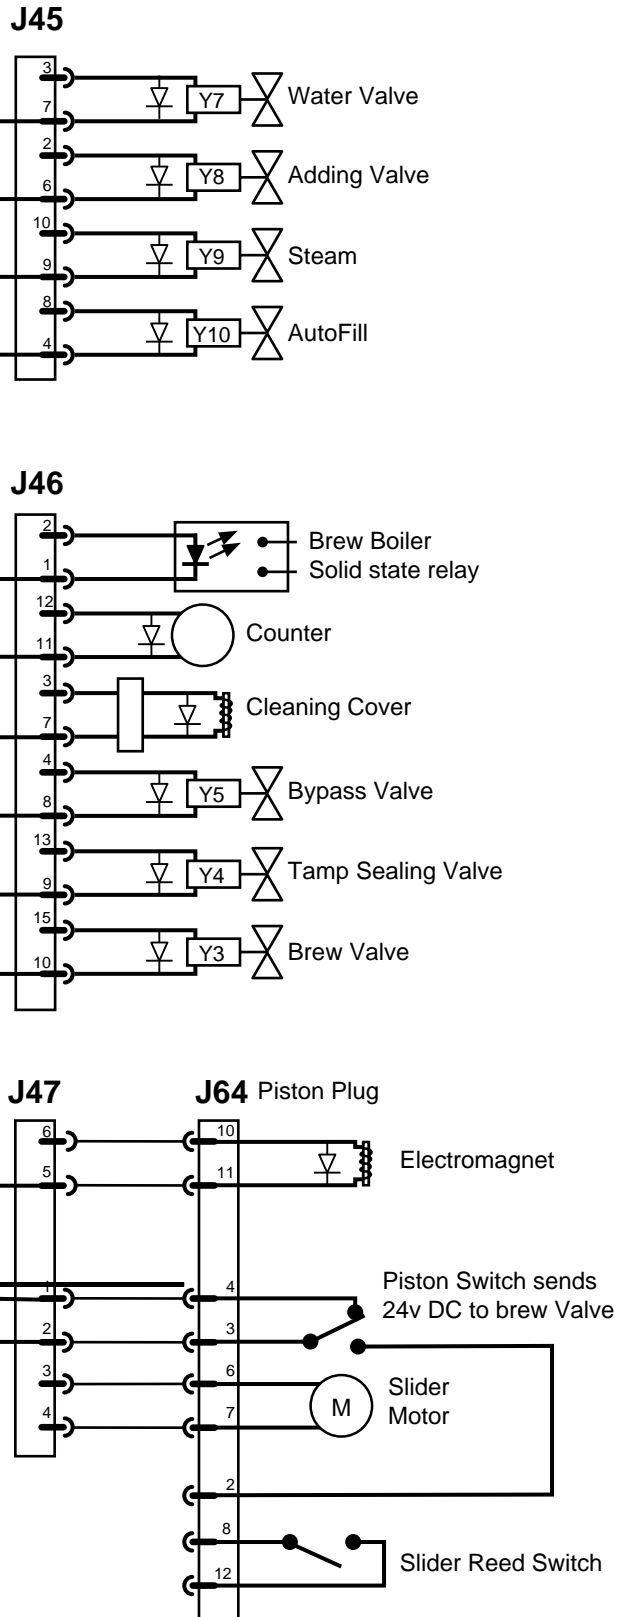 J45
3
7
Y7
Water Valve
2
6
Y8
Adding Valve
10
9
Y9
Steam
8
4
Y10
AutoFill
J46
2
1
Brew Boiler
Solid state relay
12
11
Counter
3
7
Cleaning Cover
4
8
Y5
Bypass Valve
13
9
Y4
Tamp Sealing Valve
15
10
Y3
Brew Valve
J47
J64 Piston Plug
6
10
5
11
Electromagnet
1
4
Piston Switch sends
24v DC to brew Valve
2
3
3
6
4
7
M
Slider
Motor
2
8
12
Slider Reed Switch